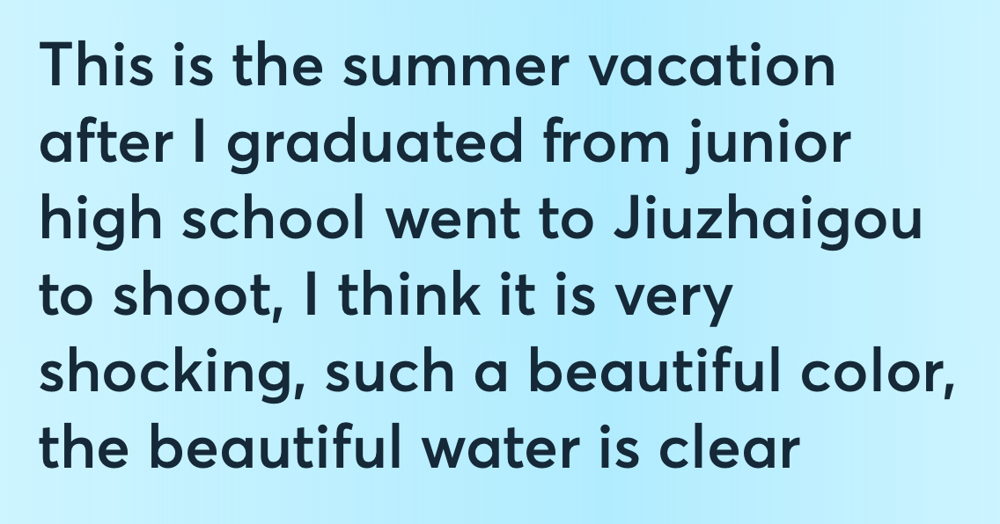 This is the summer vacation
after I graduated from junior
high school went to Jiuzhaigou
to shoot, I think it is very
shocking, such a beautiful color,
the beautiful water is clear